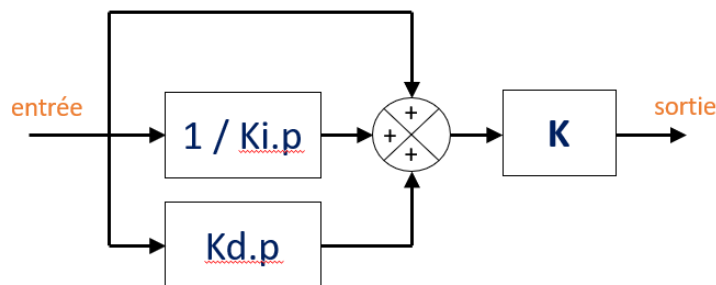 entrée
1 / Ki.p
Kd.p
+
+
+
K
sortie